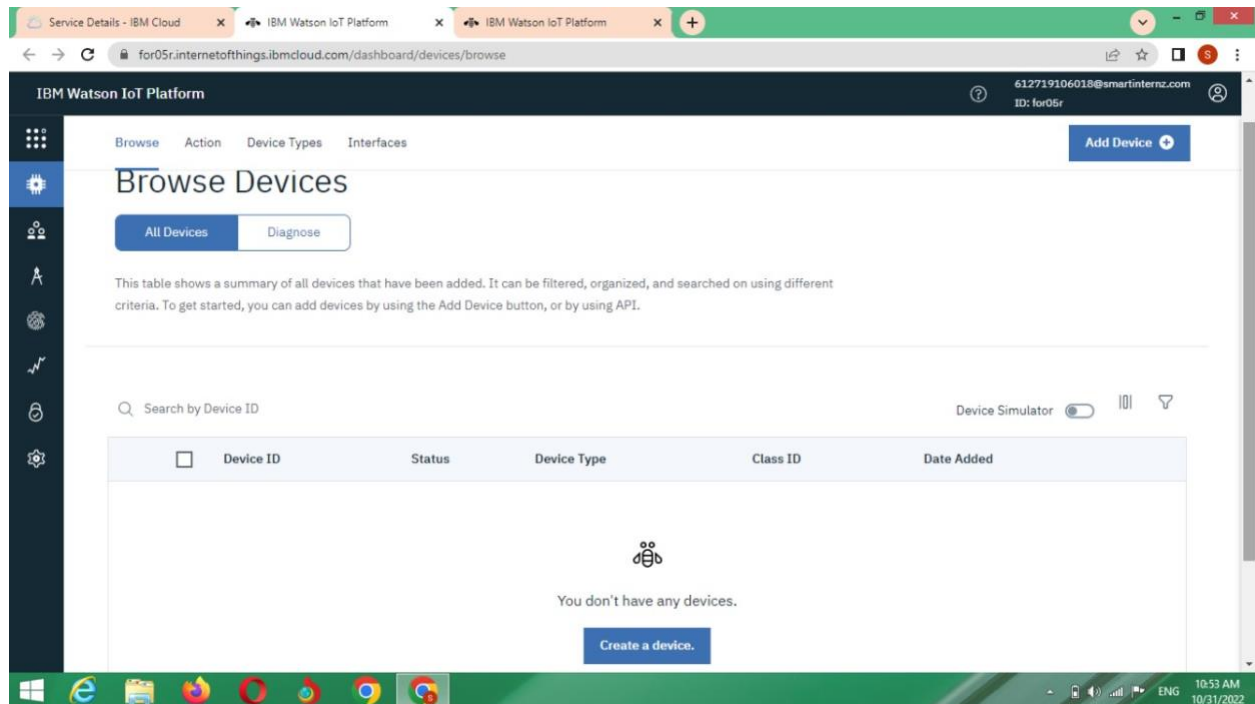 Service Details - IBM Cloud
IBM Watson IoT Platform
IBM Watson IoT Platform
for05r.internetofthings.ibmcloud.com/dashboard/devices/browse
S
IBM Watson IoT Platform
612719106018@smartinternz.com
ID: for05r
Browse Action Device Types Interfaces
Add Device
Browse Devices
All Devices Diagnose
This table shows a summary of all devices that have been added. It can be filtered, organized, and searched on using different
criteria. To get started, you can add devices by using the Add Device button, or by using API.
Search by Device ID
Device Simulator
Device ID Status Device Type Class ID Date Added
You don't have any devices.
Create a device.
ENG
10:53 AM
10/31/2022